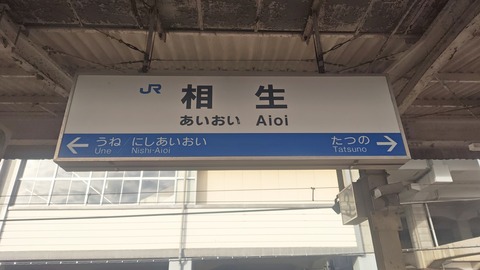 JR 相生
あいおい Aioi
← うね/にしあいおい たつの →
Une Nishi-Aioi Tatsuno